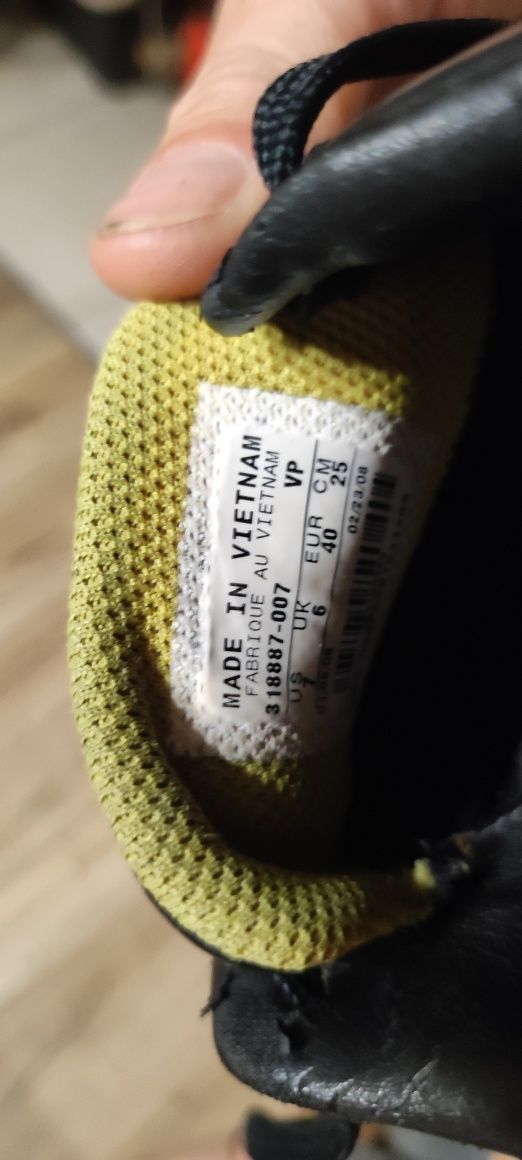 MADE IN VIETNAM
FABRIQUE AU VIETNAM
318887-007 VP
US UK EUR CM
7 6 40 25
02/23/08